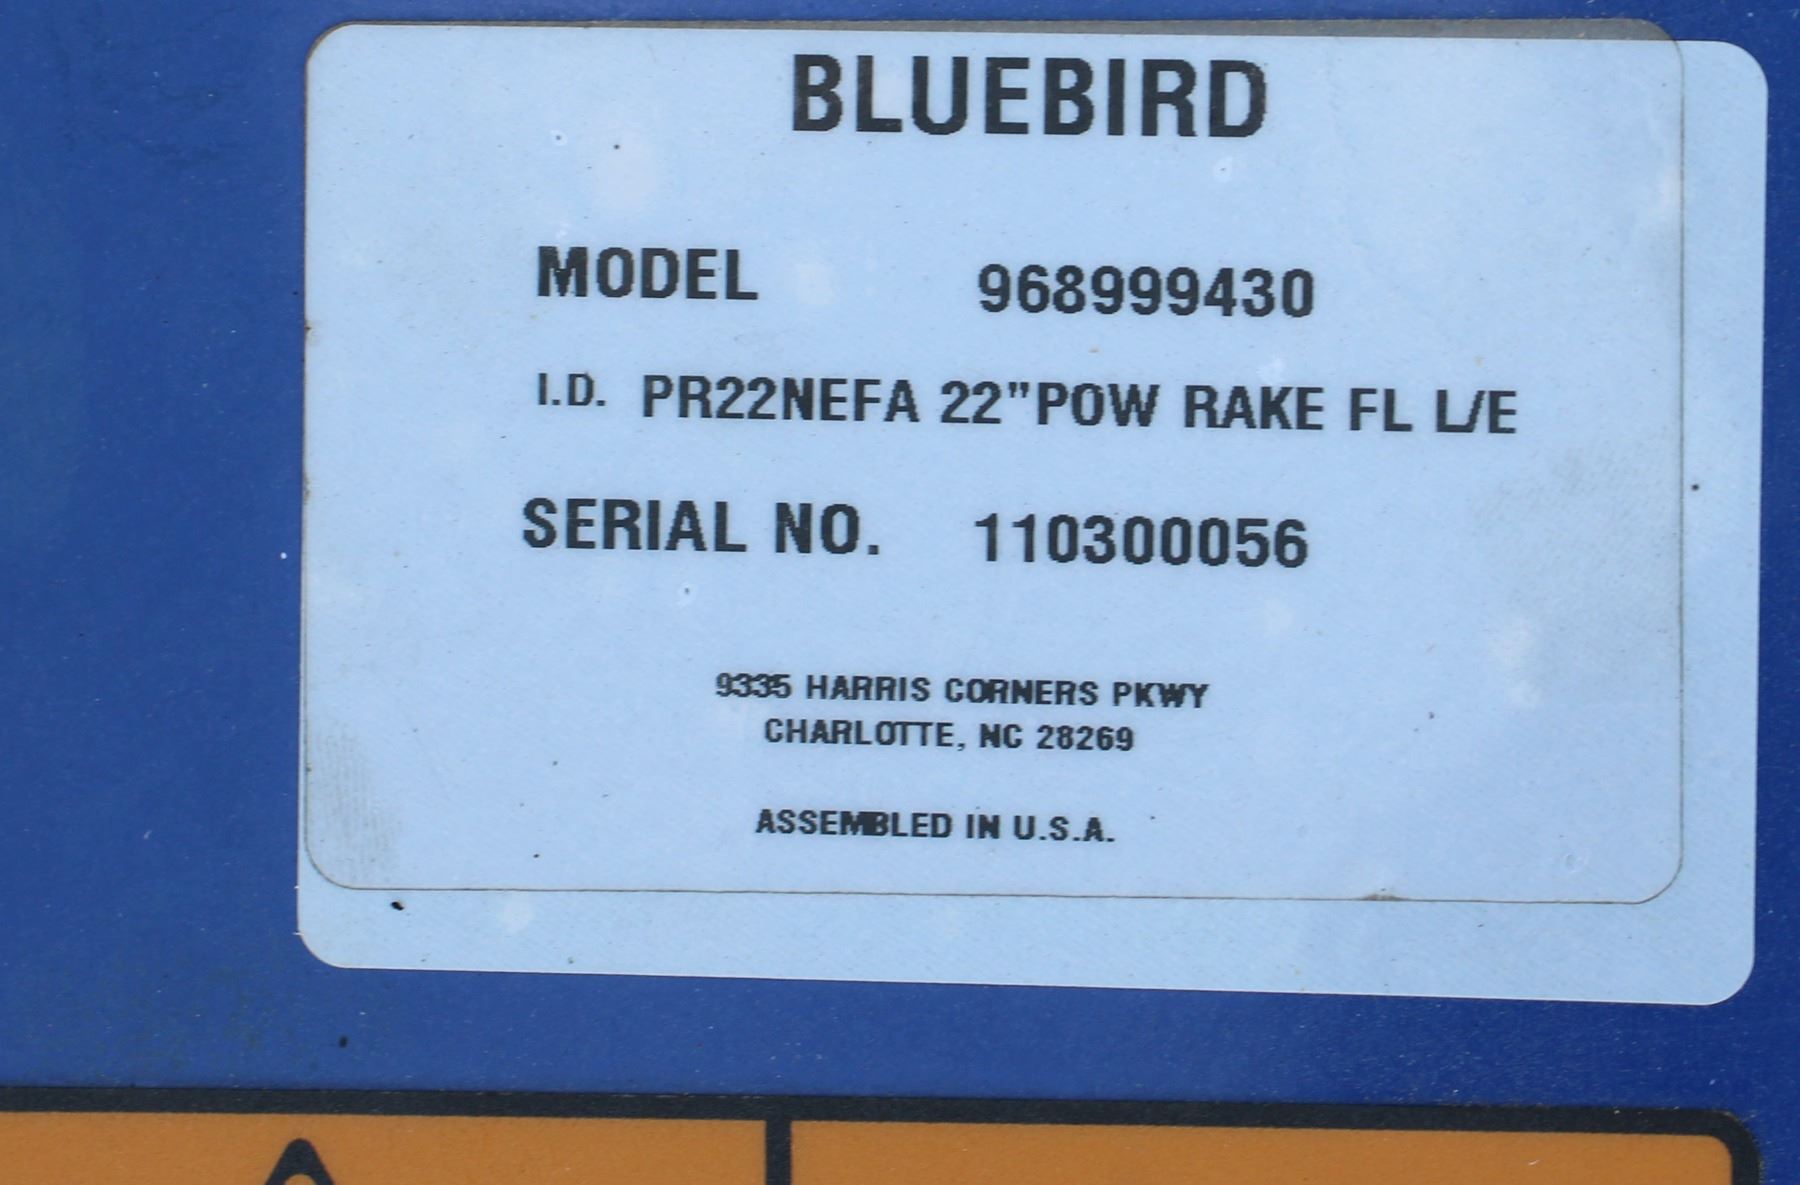 BLUEBIRD
MODEL 968999430
I.D. PR22NEFA 22"POW RAKE FL L/E
SERIAL NO. 110300056
9335 HARRIS CORNERS PKWY
CHARLOTTE, NC 28269
ASSEMBLED IN U.S.A.